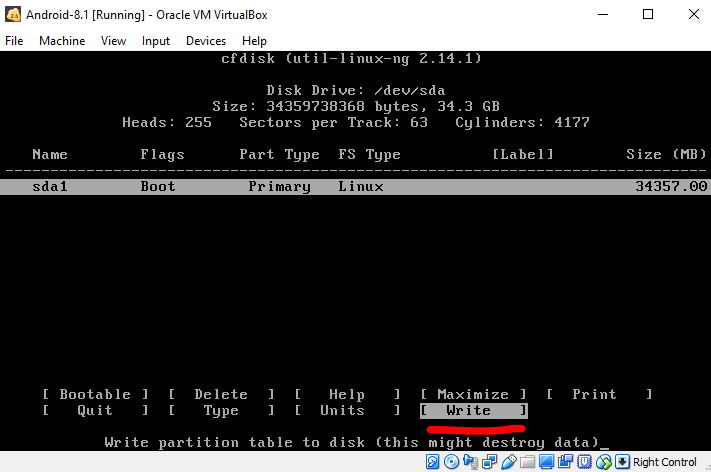 Android-8.1 [Running] - Oracle VM VirtualBox
File Machine View Input Devices Help
cfdisk (util-linux-ng 2.14.1)
Disk Drive: /dev/sda
Size: 34359738368 bytes, 34.3 GB
Heads: 255 Sectors per Track: 63 Cylinders: 4177
Name Flags Part Type FS Type [Label] Size (MB)
sda1 Boot Primary Linux 34357.00
[ Bootable ] [ Delete ] [ Help ] [ Maximize ] [ Print ]
[ Quit ] [ Type ] [ Units ] [ Write ]
Write partition table to disk (this might destroy data)_
Right Control